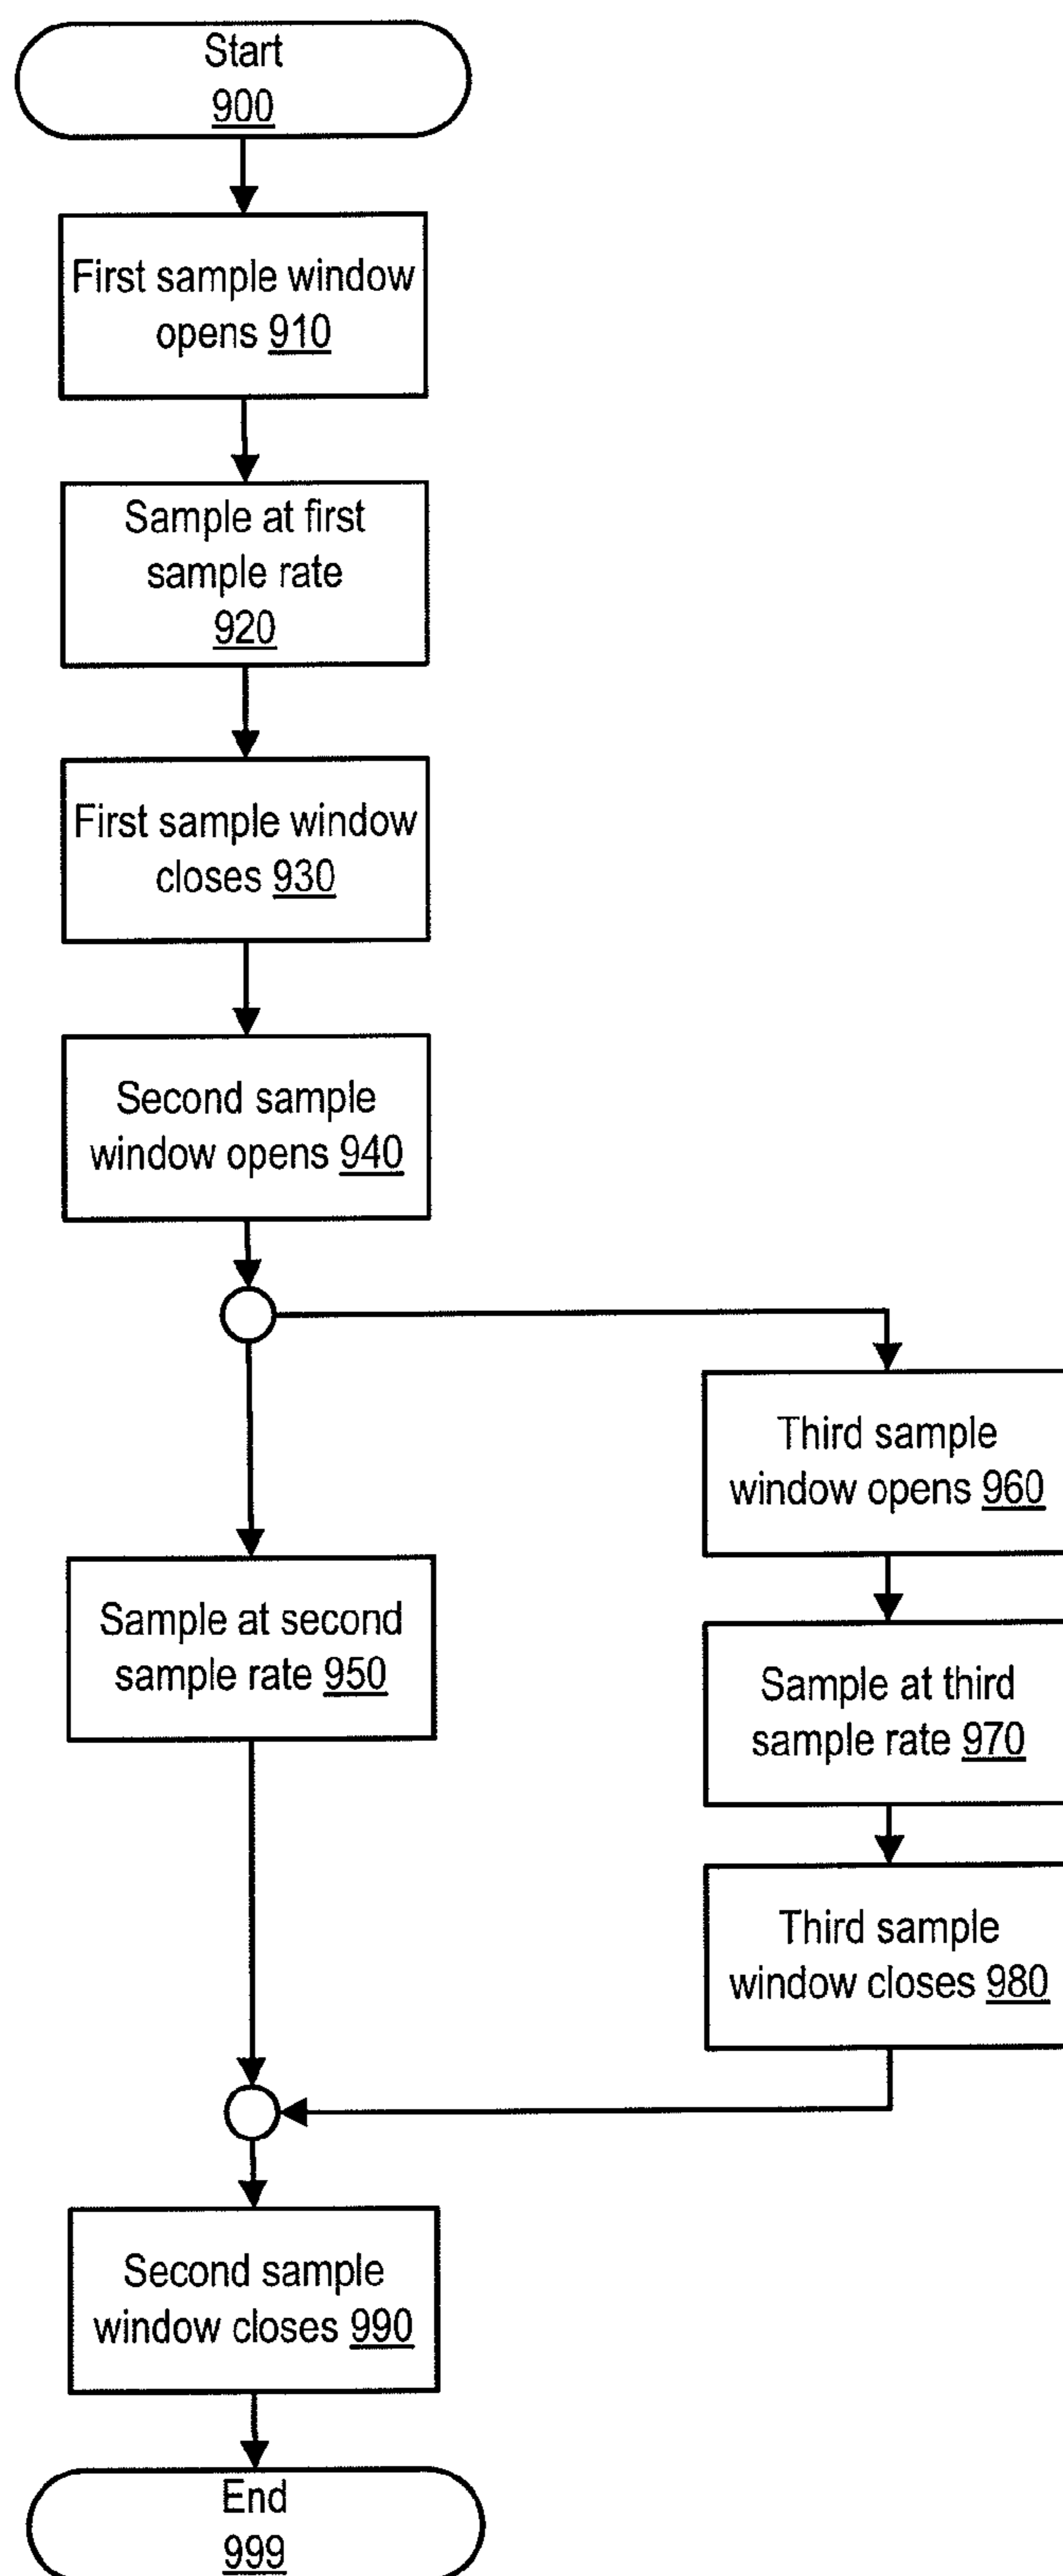 Start
900
First sample window
opens 910
Sample at first
sample rate
920
First sample window
closes 930
Second sample
window opens 940
Third sample
window opens 960
Sample at second
sample rate 950
Sample at third
sample rate 970
Third sample
window closes 980
Second sample
window closes 990
End
999